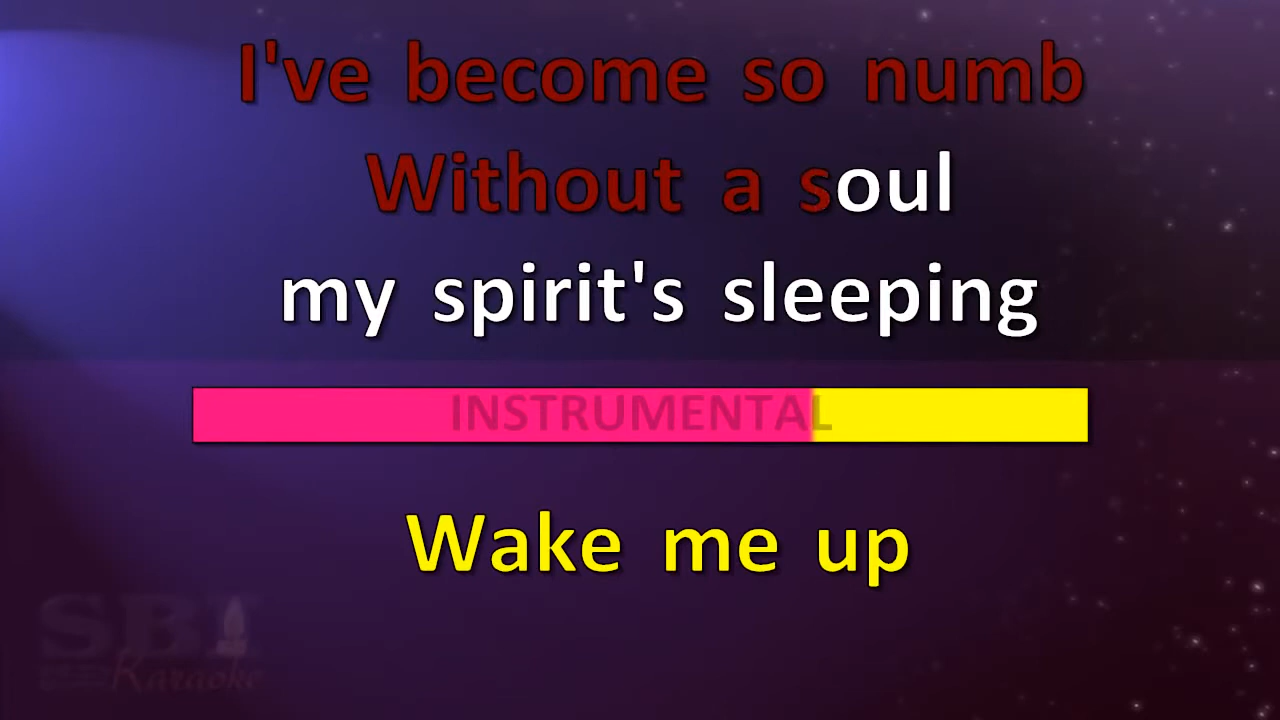 I've become so numb
Without a soul
my spirit's sleeping
INSTRUMENTAL
Wake me up
SBI
Karaoke